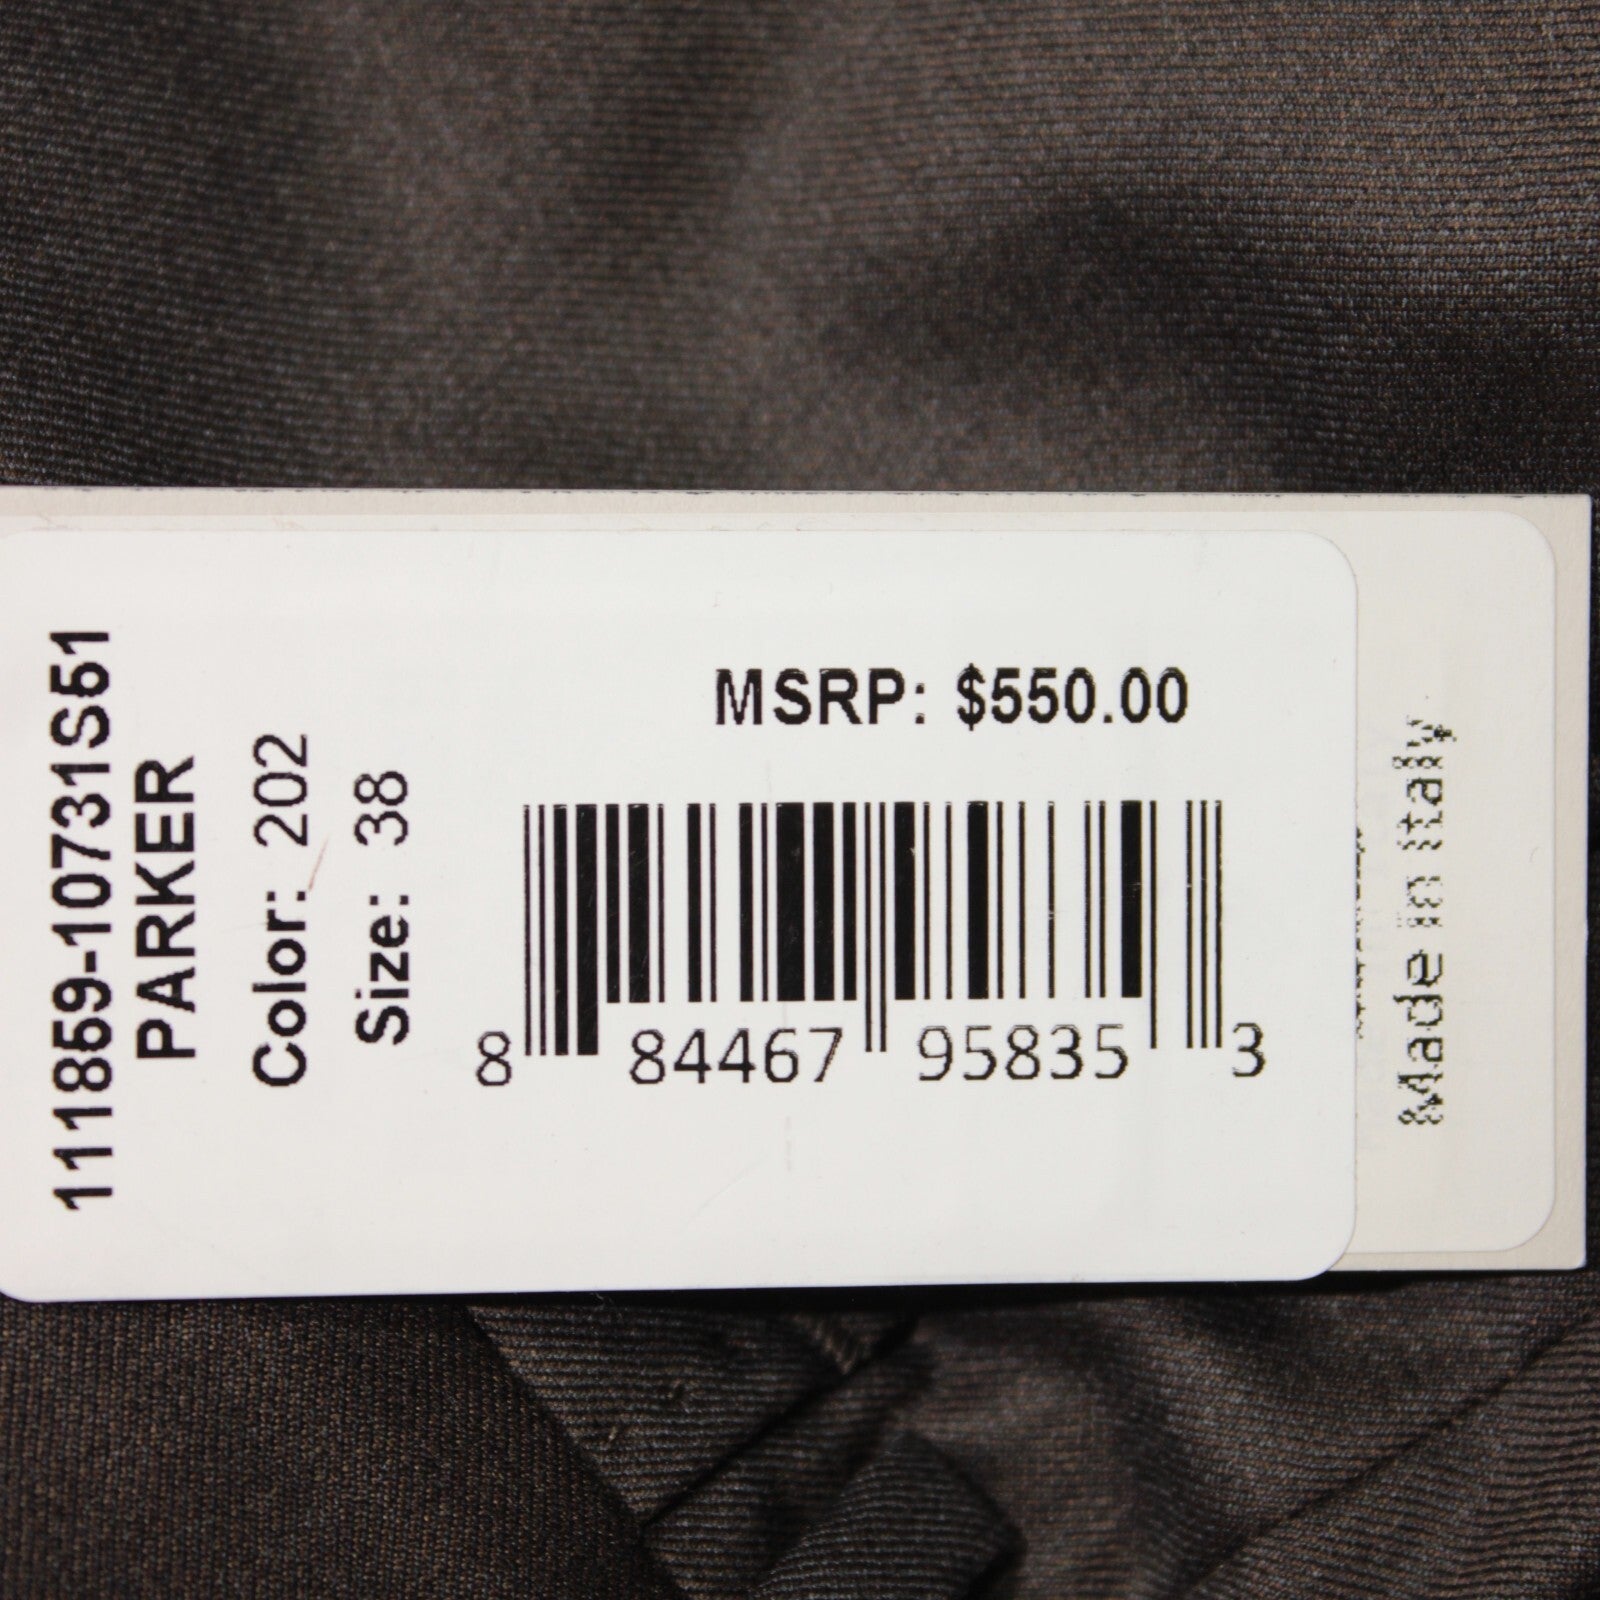 111859-10731S51
PARKER
Color: 202
Size: 38
MSRP: $550.00
8 84467 95835 3
Made in Italy